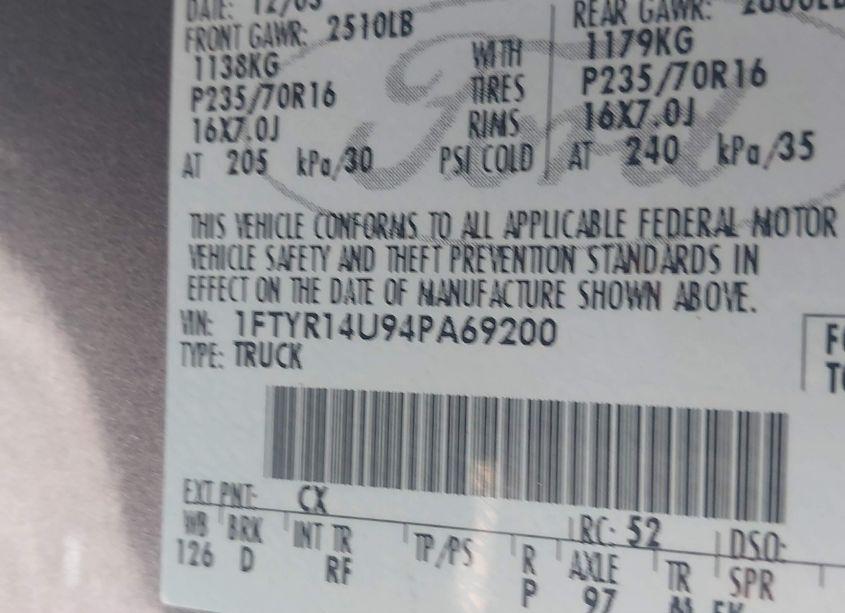 DATE: 12/03
FRONT GAWR: 2510LB
REAR GAWR:
1138KG WITH 1179KG
P235/70R16 TIRES P235/70R16
16X7.0J RIMS 16X7.0J
AT 205 kPa/30 PSI COLD AT 240 kPa/35
THIS VEHICLE CONFORMS TO ALL APPLICABLE FEDERAL MOTOR
VEHICLE SAFETY AND THEFT PREVENTION STANDARDS IN
EFFECT ON THE DATE OF MANUFACTURE SHOWN ABOVE.
VIN: 1FTYR14U94PA69200
TYPE: TRUCK
EXT PNT: CX
RC: 52 DSO:
WB BRK INT TR TP/PS R AXLE TR SPR
126 D RF P 97